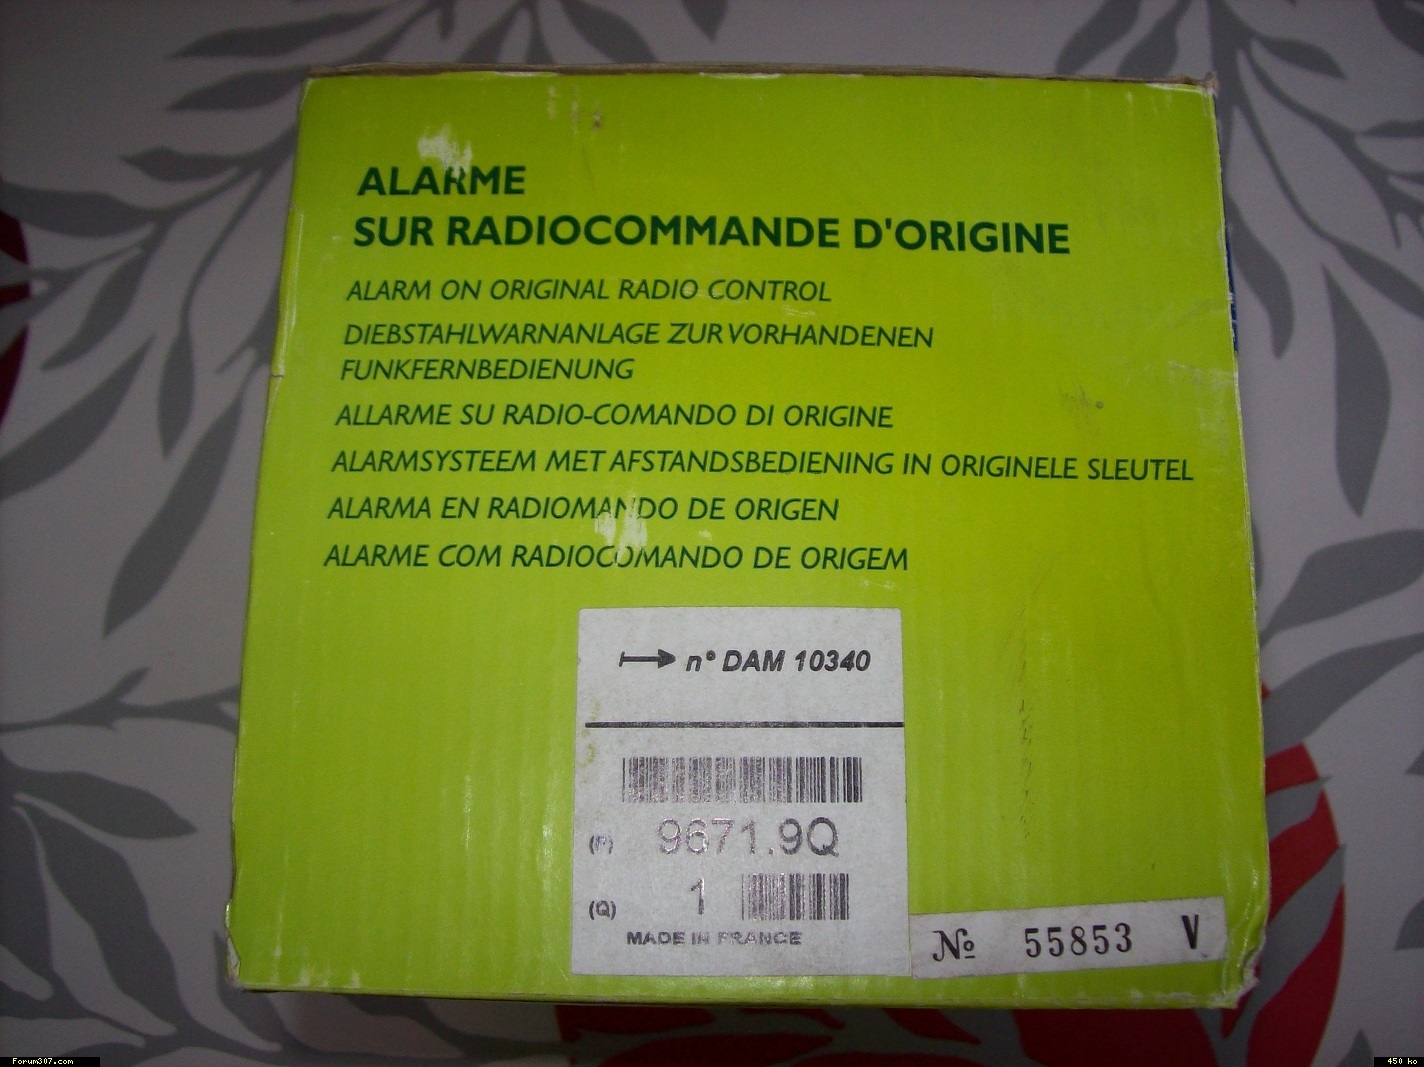 ALARME
SUR RADIOCOMMANDE D'ORIGINE
ALARM ON ORIGINAL RADIO CONTROL
DIEBSTAHLWARNANLAGE ZUR VORHANDENEN
FUNKFERNBEDIENUNG
ALLARME SU RADIO-COMANDO DI ORIGINE
ALARMSYSTEEM MET AFSTANDSBEDIENING IN ORIGINELE SLEUTEL
ALARMA EN RADIOMANDO DE ORIGEN
ALARME COM RADIOCOMANDO DE ORIGEM
n° DAM 10340
(P) 9671.9Q
(Q) 1
MADE IN FRANCE
№ 55853 V
Forum307.com
450 ko